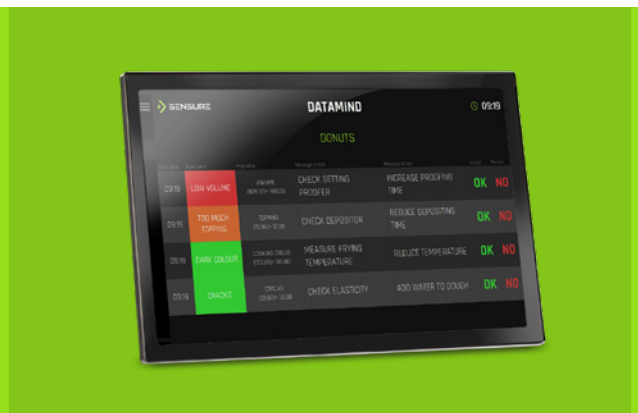 SENSURE
DATAMIND
09:19
DONUTS
09:19 LOW VOLUME VOLUME CHECK SETTING PROOFER INCREASE PROOFING TIME OK NO
09:19 TOO MUCH TOPPING TOPPING CHECK DEPOSITOR REDUCE DEPOSITING TIME OK NO
09:19 DARK COLOUR MEASURE FRYING TEMPERATURE REDUCE TEMPERATURE OK NO
09:19 CRACKS CRACKS CHECK ELASTICITY ADD WATER TO DOUGH OK NO